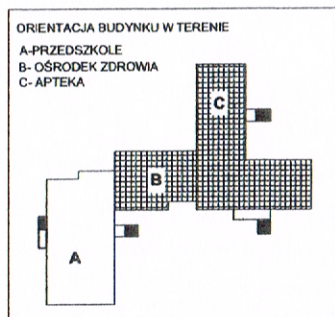 ORIENTACJA BUDYNKU W TERENIE
A-PRZEDSZKOLE
B- OŚRODEK ZDROWIA
C- APTEKA
C
B
A